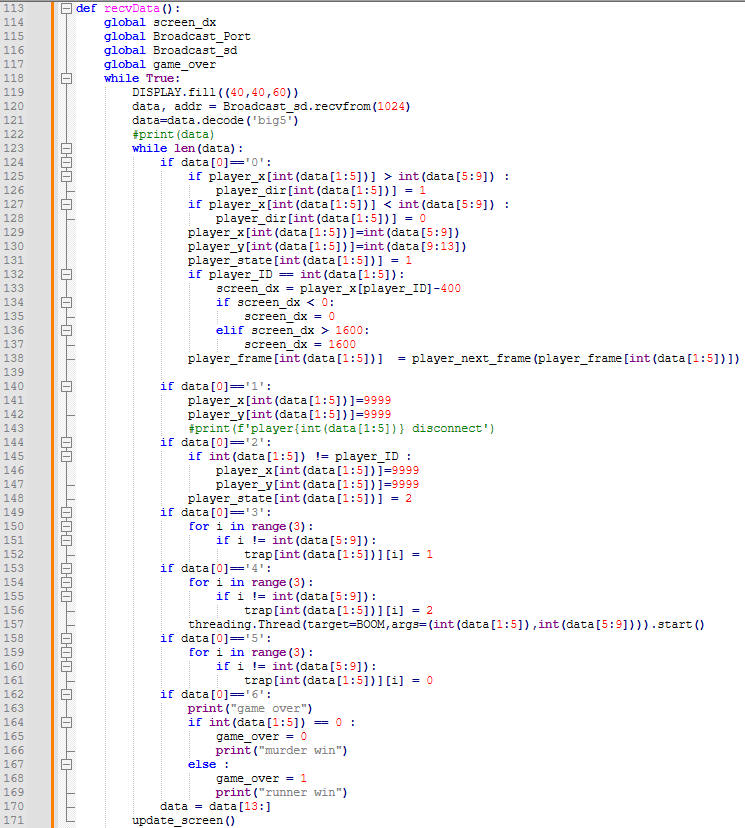 113 def recvData():
114     global screen_dx
115     global Broadcast_Port
116     global Broadcast_sd
117     global game_over
118     while True:
119         DISPLAY.fill((40,40,60))
120         data, addr = Broadcast_sd.recvfrom(1024)
121         data=data.decode('big5')
122         #print(data)
123         while len(data):
124             if data[0]=='0':
125                 if player_x[int(data[1:5])] > int(data[5:9]) :
126                     player_dir[int(data[1:5])] = 1
127                 if player_x[int(data[1:5])] < int(data[5:9]) :
128                     player_dir[int(data[1:5])] = 0
129                 player_x[int(data[1:5])]=int(data[5:9])
130                 player_y[int(data[1:5])]=int(data[9:13])
131                 player_state[int(data[1:5])] = 1
132                 if player_ID == int(data[1:5]):
133                     screen_dx = player_x[player_ID]-400
134                     if screen_dx < 0:
135                         screen_dx = 0
136                     elif screen_dx > 1600:
137                         screen_dx = 1600
138                 player_frame[int(data[1:5])]  = player_next_frame(player_frame[int(data[1:5])])
139
140             if data[0]=='1':
141                 player_x[int(data[1:5])]=9999
142                 player_y[int(data[1:5])]=9999
143                 #print(f'player{int(data[1:5])} disconnect')
144             if data[0]=='2':
145                 if int(data[1:5]) != player_ID :
146                     player_x[int(data[1:5])]=9999
147                     player_y[int(data[1:5])]=9999
148                 player_state[int(data[1:5])] = 2
149             if data[0]=='3':
150                 for i in range(3):
151                     if i != int(data[5:9]):
152                         trap[int(data[1:5])][i] = 1
153             if data[0]=='4':
154                 for i in range(3):
155                     if i != int(data[5:9]):
156                         trap[int(data[1:5])][i] = 2
157                 threading.Thread(target=BOOM,args=(int(data[1:5]),int(data[5:9]))).start()
158             if data[0]=='5':
159                 for i in range(3):
160                     if i != int(data[5:9]):
161                         trap[int(data[1:5])][i] = 0
162             if data[0]=='6':
163                 print("game over")
164                 if int(data[1:5]) == 0 :
165                     game_over = 0
166                     print("murder win")
167                 else :
168                     game_over = 1
169                     print("runner win")
170             data = data[13:]
171         update_screen()